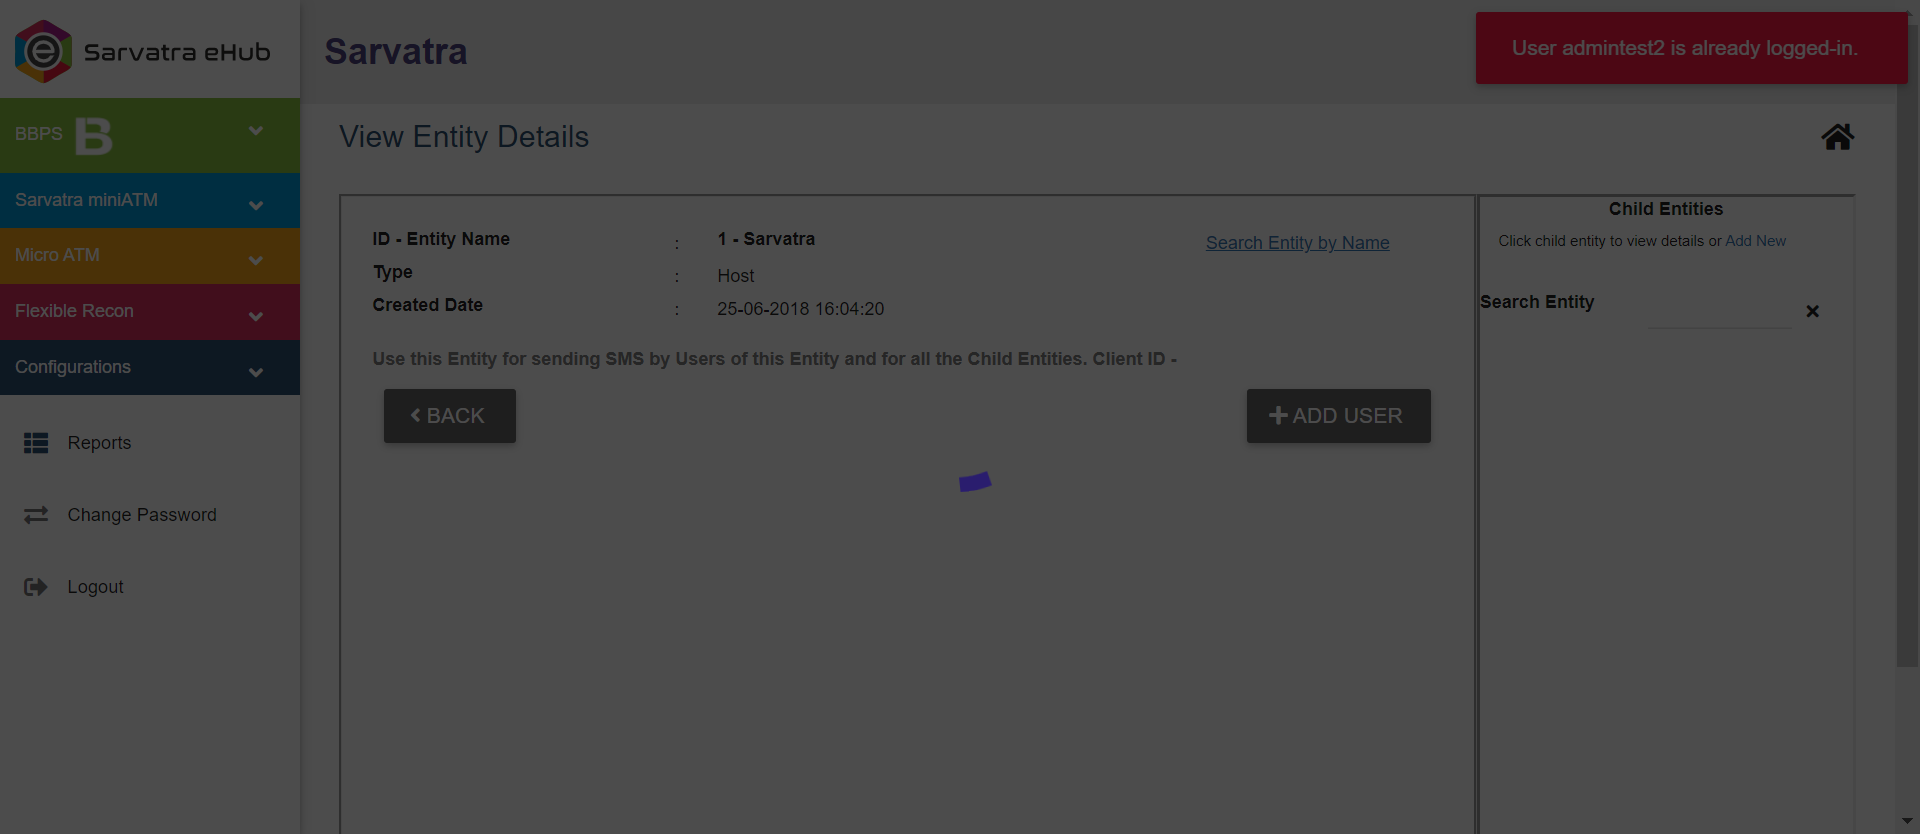 Sarvatra eHub
BBPS B
Sarvatra miniATM
Micro ATM
Flexible Recon
Configurations
Reports
Change Password
Logout
Sarvatra
User admintest2 is already logged-in.
View Entity Details
ID - Entity Name : 1 - Sarvatra
Search Entity by Name
Type : Host
Created Date : 25-06-2018 16:04:20
Use this Entity for sending SMS by Users of this Entity and for all the Child Entities. Client ID -
BACK
ADD USER
Child Entities
Click child entity to view details or Add New
Search Entity